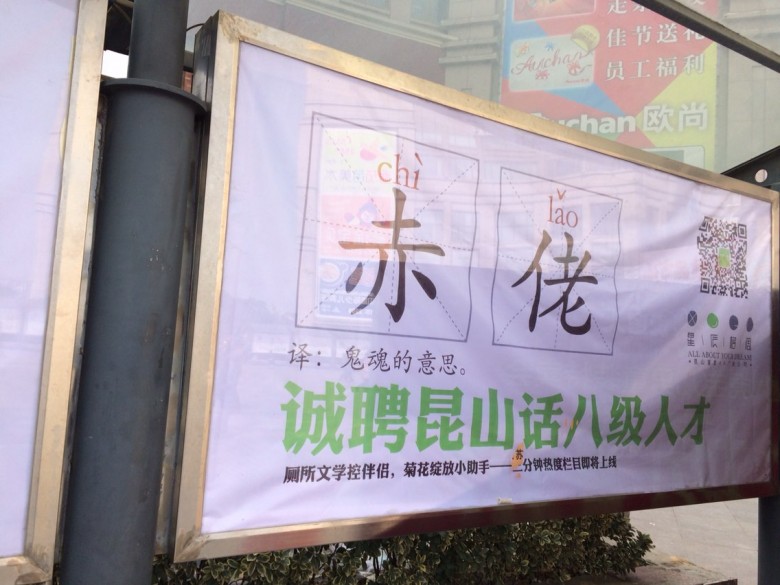 佳节送礼
员工福利
Auchan
Auchan 欧尚
chì lǎo
赤佬
译：鬼魂的意思。
诚聘昆山话八级人才
厕所文学控伴侣，菊花绽放小助手——分钟热度栏目即将上线
ALL ABOUT YOUR DREAM